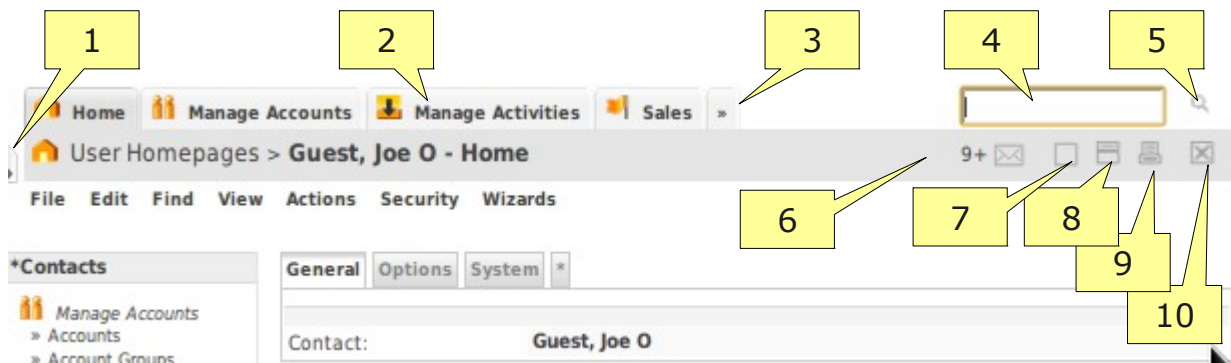 1 2 3 4 5
Home Manage Accounts Manage Activities Sales »
User Homepages > Guest, Joe O - Home 9+
File Edit Find View Actions Security Wizards
6 7 8
9
10
*Contacts
Manage Accounts
» Accounts
» Account Groups
General Options System *
Contact: Guest, Joe O